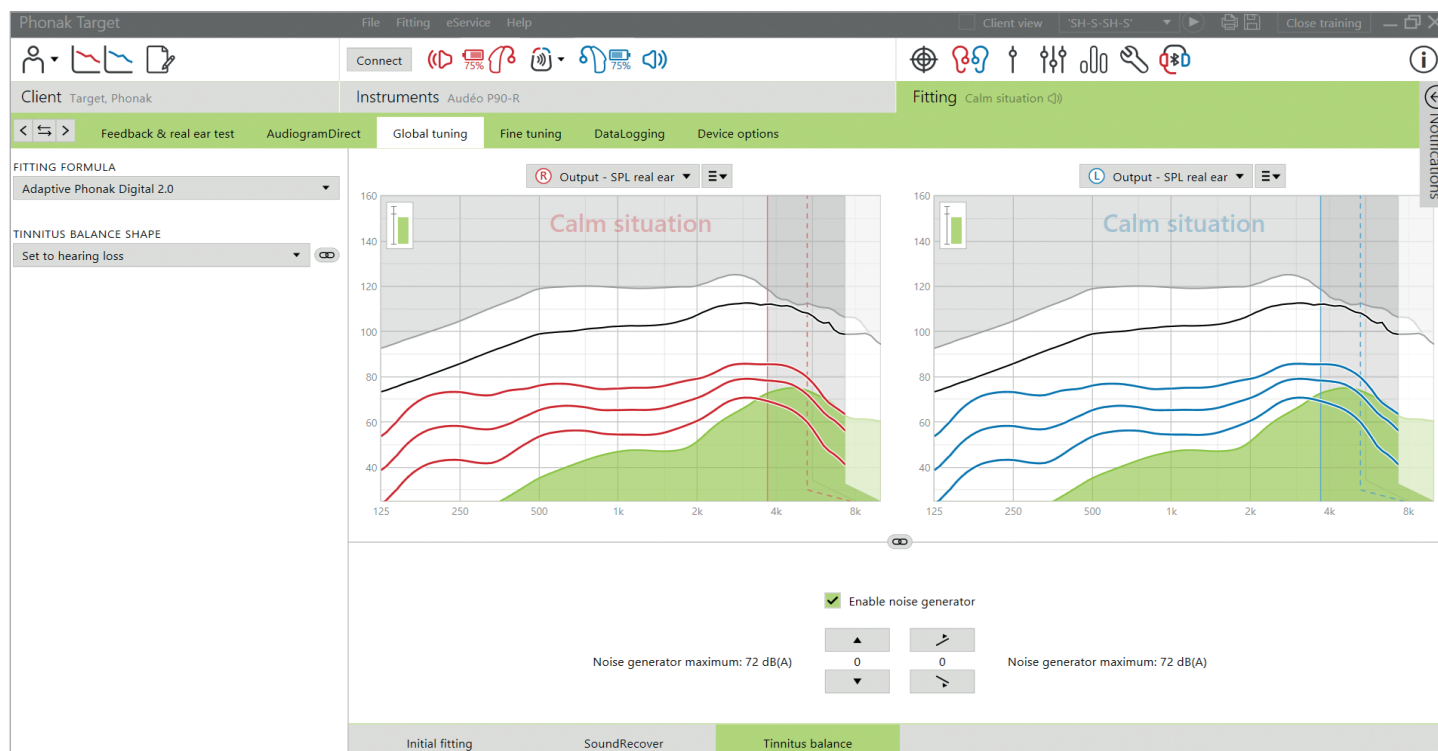 Phonak Target File Fitting eService Help Client view 'SH-S-SH-S' Close training
Connect 75% 75%
Client Target, Phonak Instruments Audéo P90-R Fitting Calm situation
Notifications
Feedback & real ear test AudiogramDirect Global tuning Fine tuning DataLogging Device options
FITTING FORMULA
Adaptive Phonak Digital 2.0
TINNITUS BALANCE SHAPE
Set to hearing loss
R Output - SPL real ear
Calm situation
160
140
120
100
80
60
40
125 250 500 1k 2k 4k 8k
L Output - SPL real ear
Calm situation
160
140
120
100
80
60
40
125 250 500 1k 2k 4k 8k
Enable noise generator
Noise generator maximum: 72 dB(A) 0 0 Noise generator maximum: 72 dB(A)
Initial fitting SoundRecover Tinnitus balance